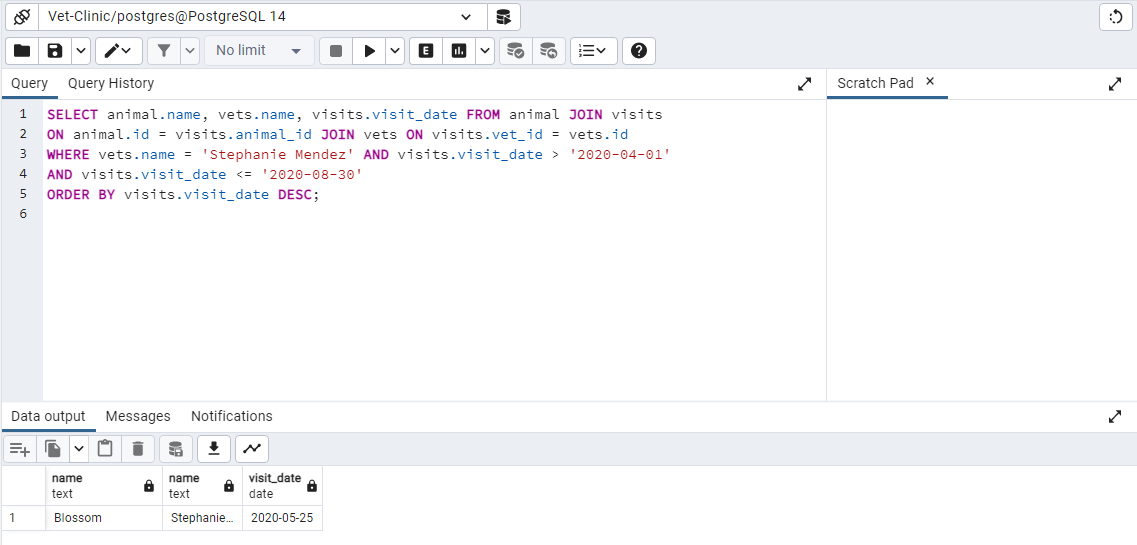 Vet-Clinic/postgres@PostgreSQL 14
No limit
E
Query Query History
Scratch Pad ×
1 SELECT animal.name, vets.name, visits.visit_date FROM animal JOIN visits
2 ON animal.id = visits.animal_id JOIN vets ON visits.vet_id = vets.id
3 WHERE vets.name = 'Stephanie Mendez' AND visits.visit_date > '2020-04-01'
4 AND visits.visit_date <= '2020-08-30'
5 ORDER BY visits.visit_date DESC;
6
Data output Messages Notifications
name name visit_date
text text date
1 Blossom Stephanie... 2020-05-25